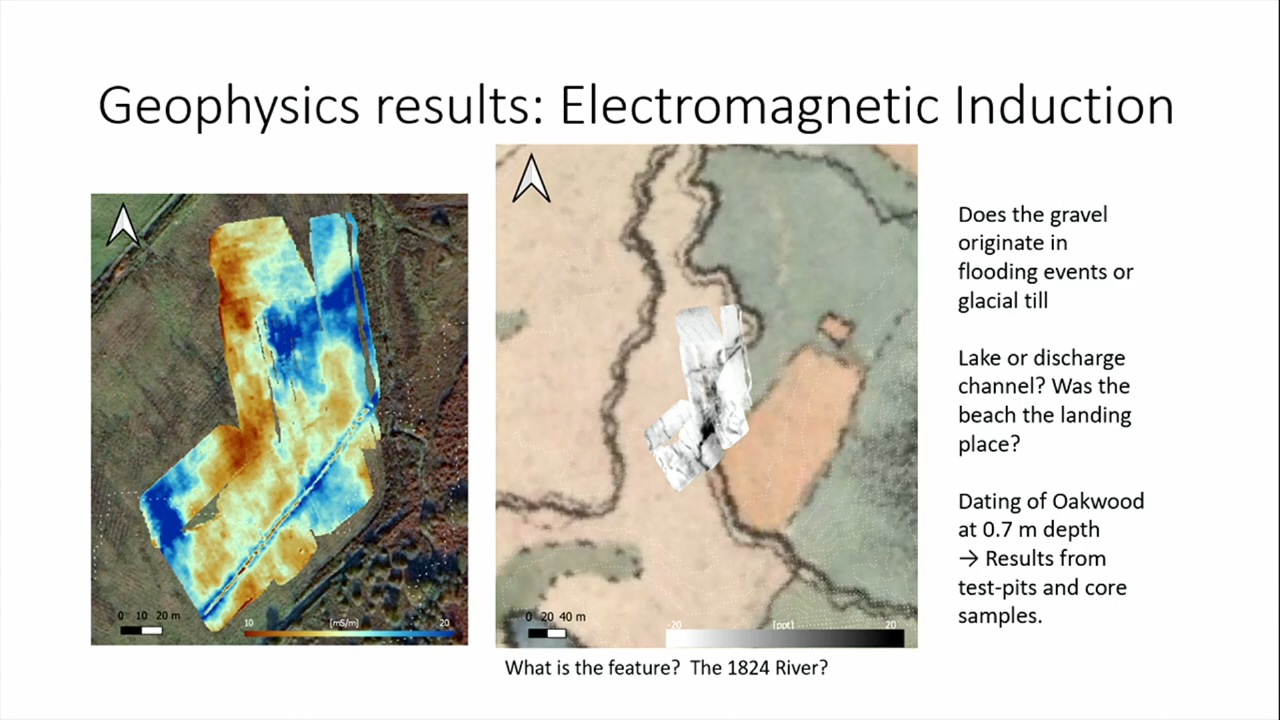 Geophysics results: Electromagnetic Induction
0 10 20 m
10 [mS/m] 20
0 20 40 m
-20 [ppt] 20
What is the feature? The 1824 River?
Does the gravel
originate in
flooding events or
glacial till
Lake or discharge
channel? Was the
beach the landing
place?
Dating of Oakwood
at 0.7 m depth
→ Results from
test-pits and core
samples.